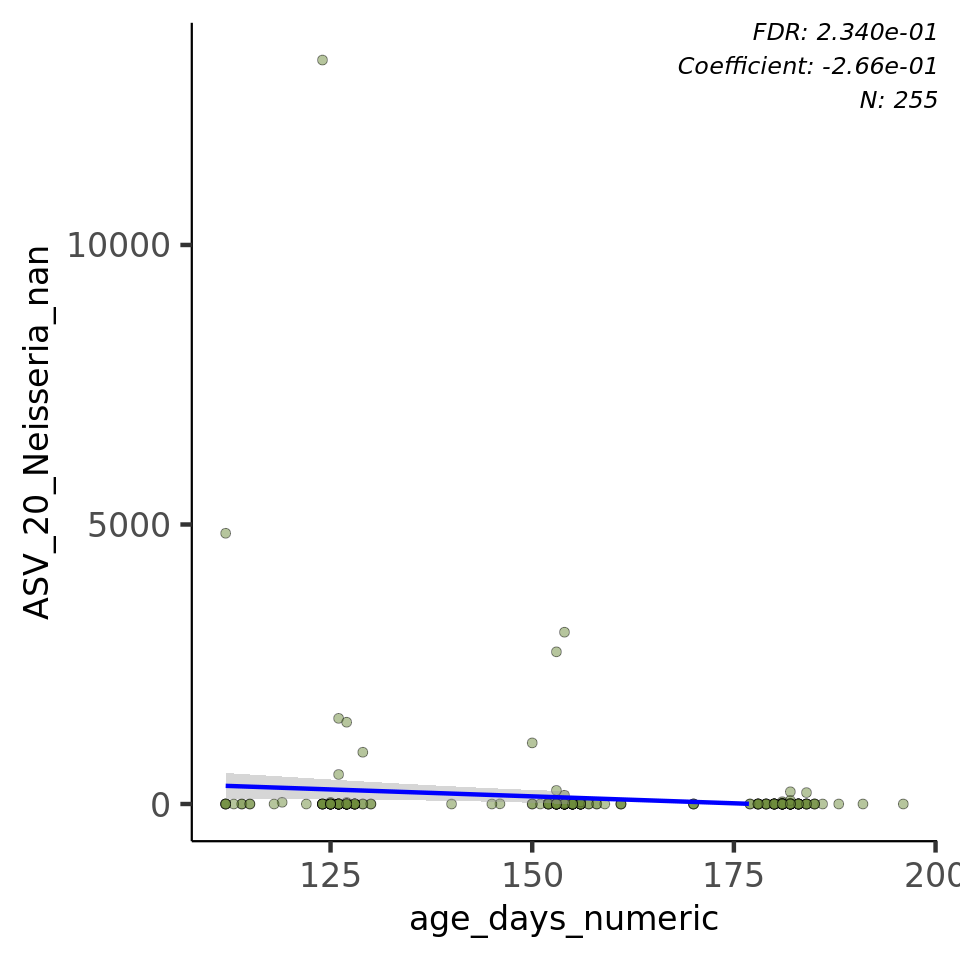 FDR: 2.340e-01
Coefficient: -2.66e-01
N: 255
ASV_20_Neisseria_nan
10000
5000
0
125 150 175 200
age_days_numeric